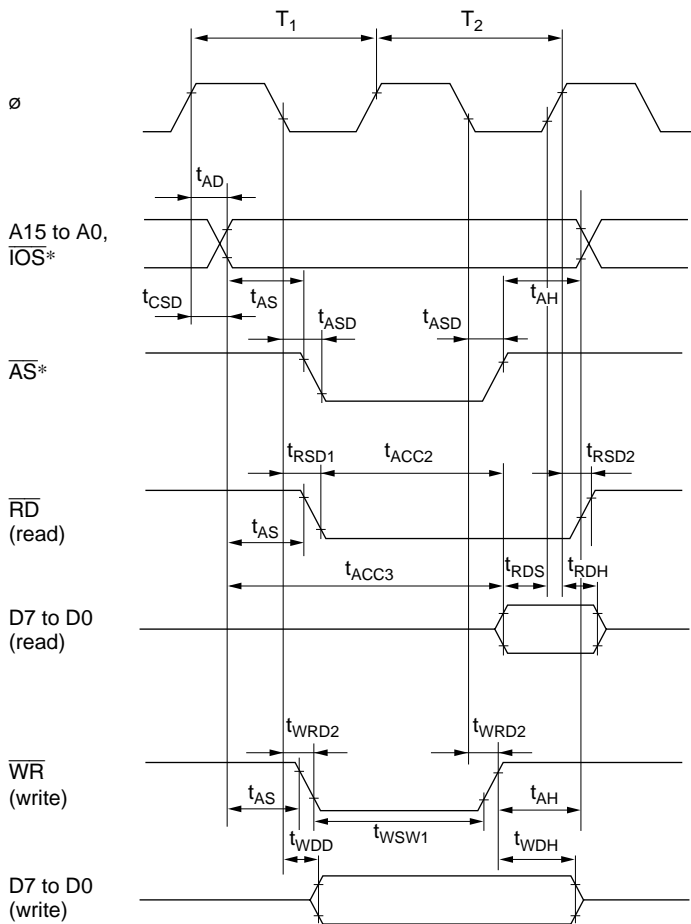 T1 T2
ø
tAD
A15 to A0,
IOS*
tCSD tAS tAH
tASD tASD
AS*
tRSD1 tACC2 tRSD2
RD
(read)
tAS
tACC3 tRDS tRDH
D7 to D0
(read)
tWRD2 tWRD2
WR
(write)
tAS tAH
tWSW1
tWDD tWDH
D7 to D0
(write)